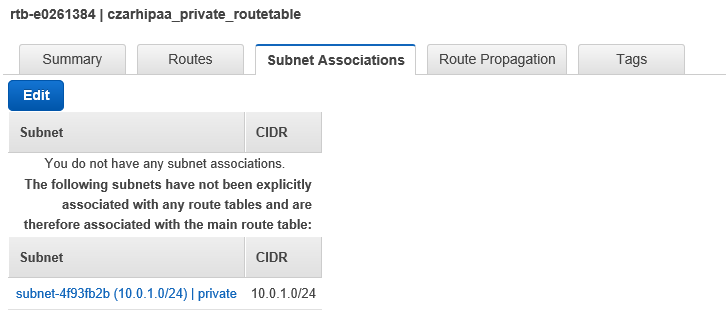 rtb-e0261384 | czarhipaa_private_routetable
Summary Routes Subnet Associations Route Propagation Tags
Edit
Subnet CIDR
You do not have any subnet associations.
The following subnets have not been explicitly
associated with any route tables and are
therefore associated with the main route table:
Subnet CIDR
subnet-4f93fb2b (10.0.1.0/24) | private 10.0.1.0/24